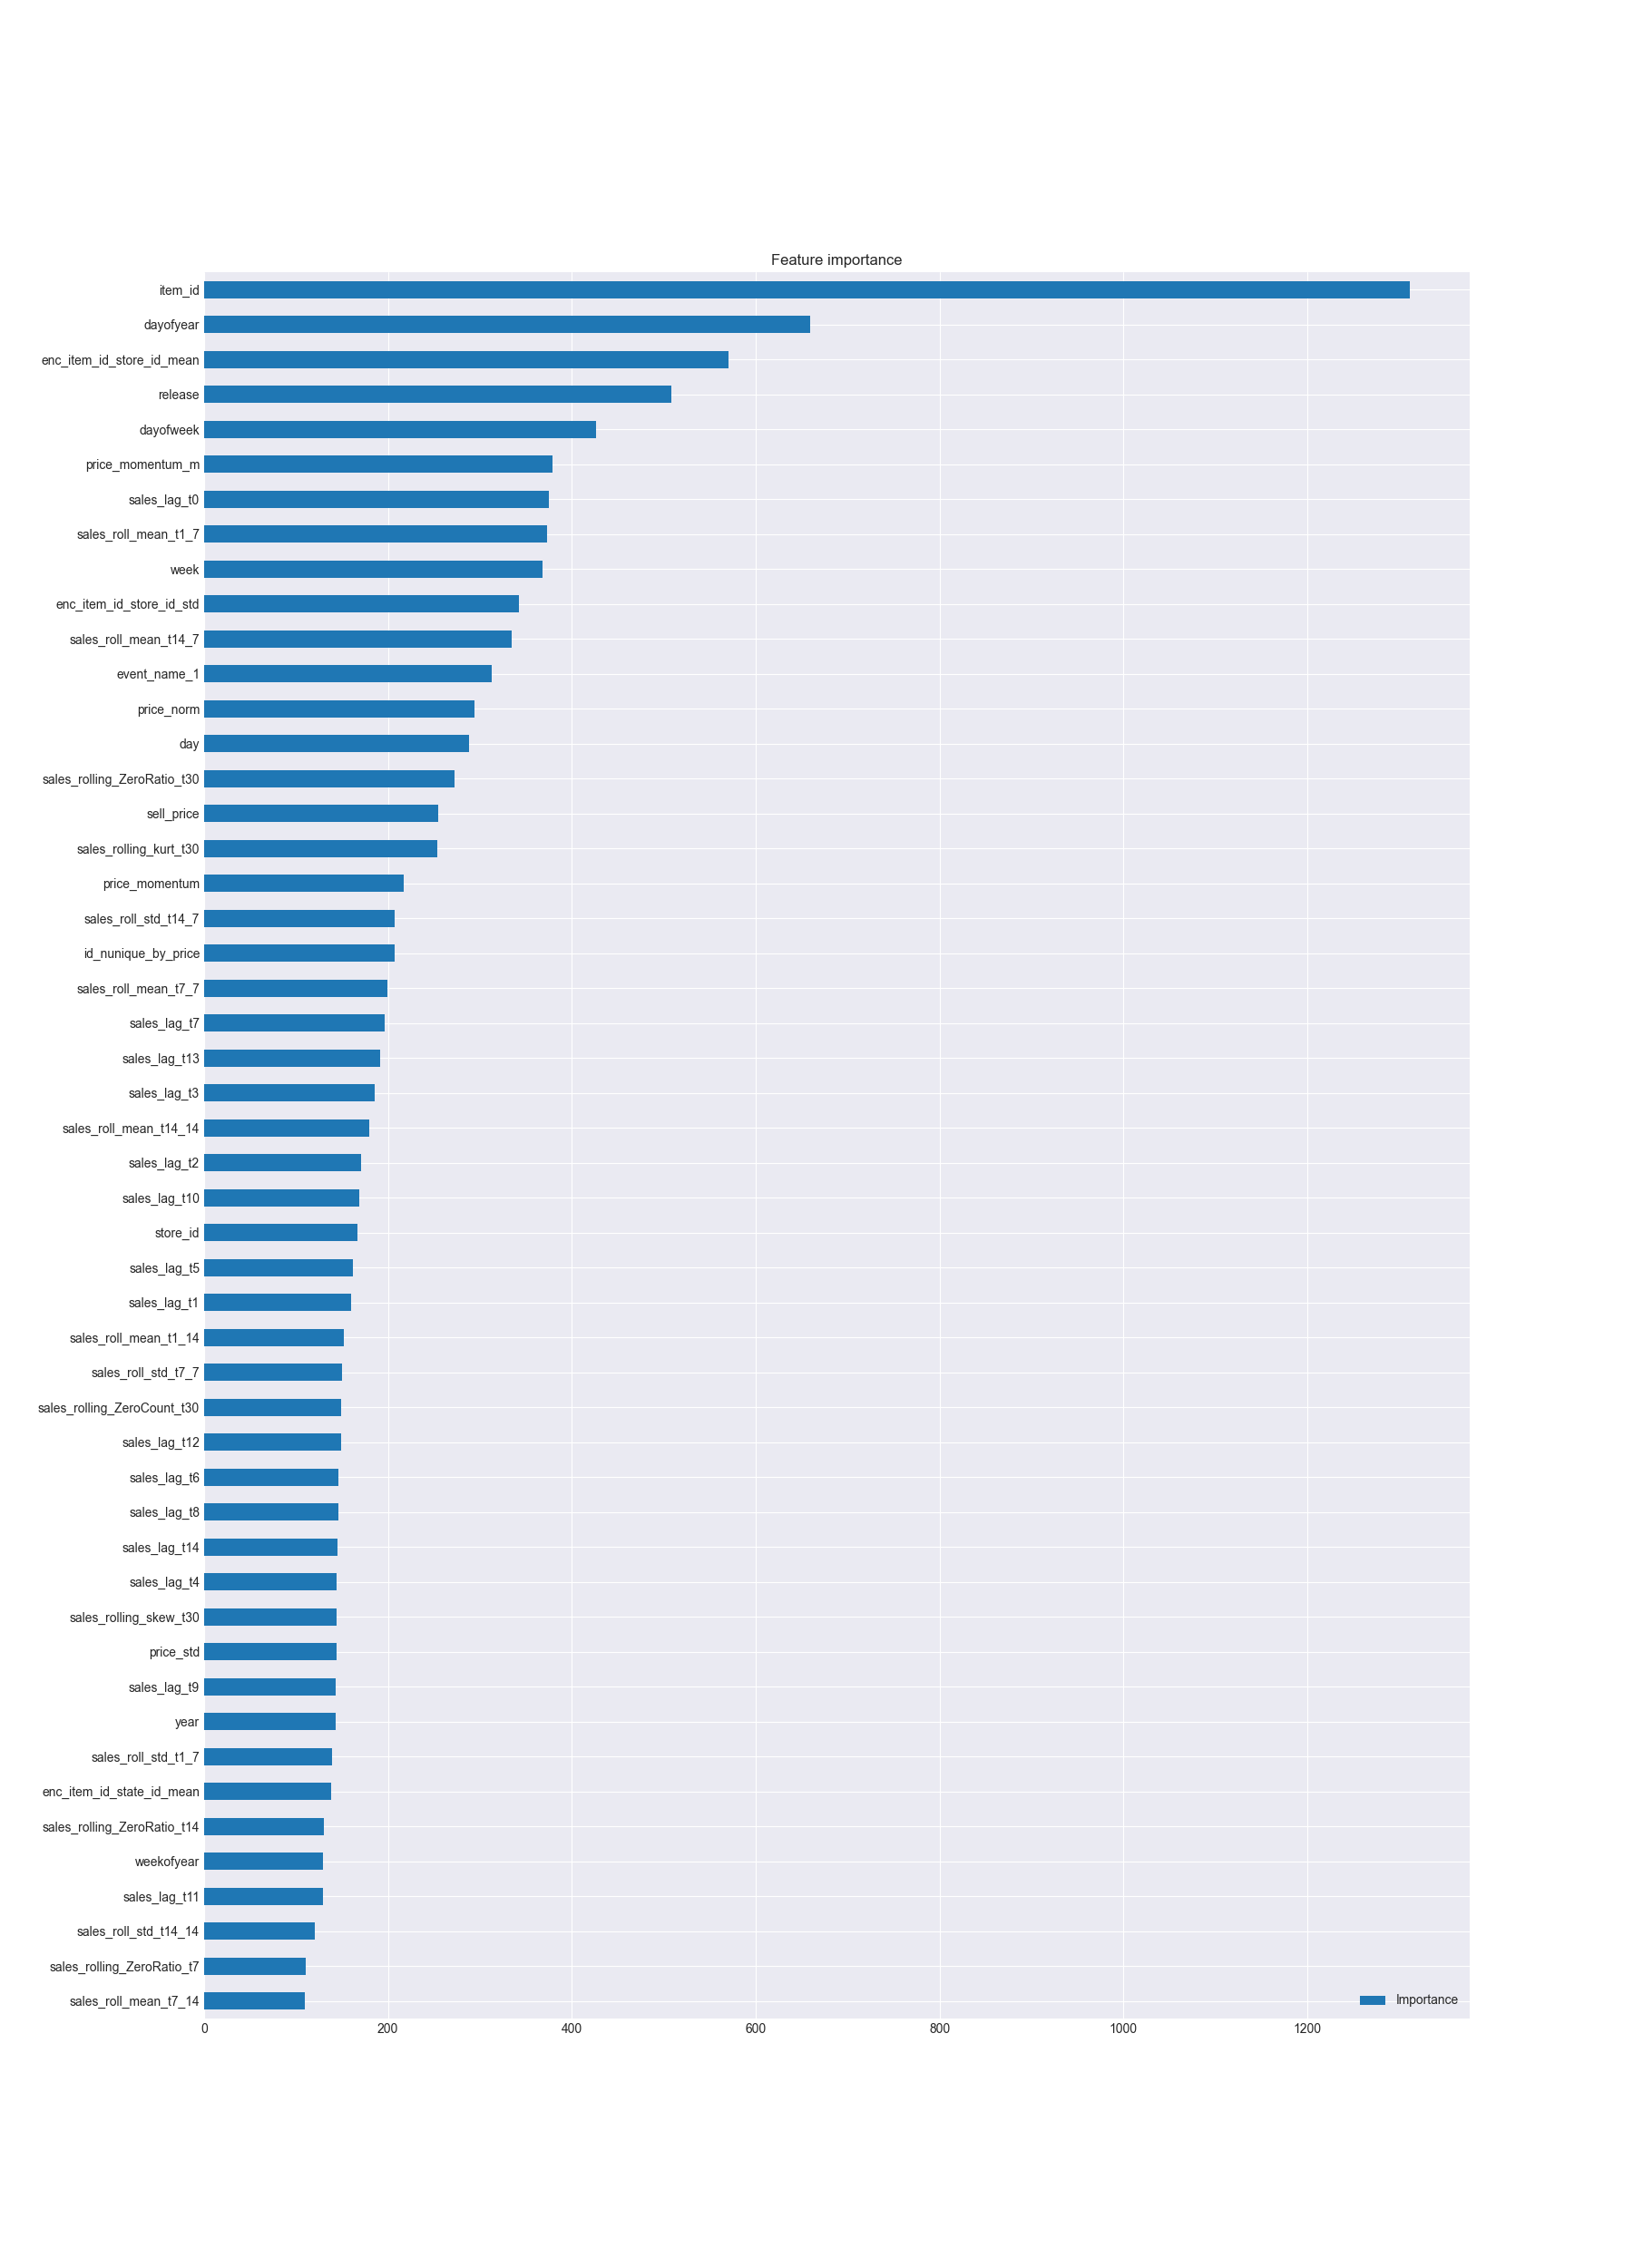 Feature importance
item_id
dayofyear
enc_item_id_store_id_mean
release
dayofweek
price_momentum_m
sales_lag_t0
sales_roll_mean_t1_7
week
enc_item_id_store_id_std
sales_roll_mean_t14_7
event_name_1
price_norm
day
sales_rolling_ZeroRatio_t30
sell_price
sales_rolling_kurt_t30
price_momentum
sales_roll_std_t14_7
id_nunique_by_price
sales_roll_mean_t7_7
sales_lag_t7
sales_lag_t13
sales_lag_t3
sales_roll_mean_t14_14
sales_lag_t2
sales_lag_t10
store_id
sales_lag_t5
sales_lag_t1
sales_roll_mean_t1_14
sales_roll_std_t7_7
sales_rolling_ZeroCount_t30
sales_lag_t12
sales_lag_t6
sales_lag_t8
sales_lag_t14
sales_lag_t4
sales_rolling_skew_t30
price_std
sales_lag_t9
year
sales_roll_std_t1_7
enc_item_id_state_id_mean
sales_rolling_ZeroRatio_t14
weekofyear
sales_lag_t11
sales_roll_std_t14_14
sales_rolling_ZeroRatio_t7
sales_roll_mean_t7_14
Importance
0 200 400 600 800 1000 1200